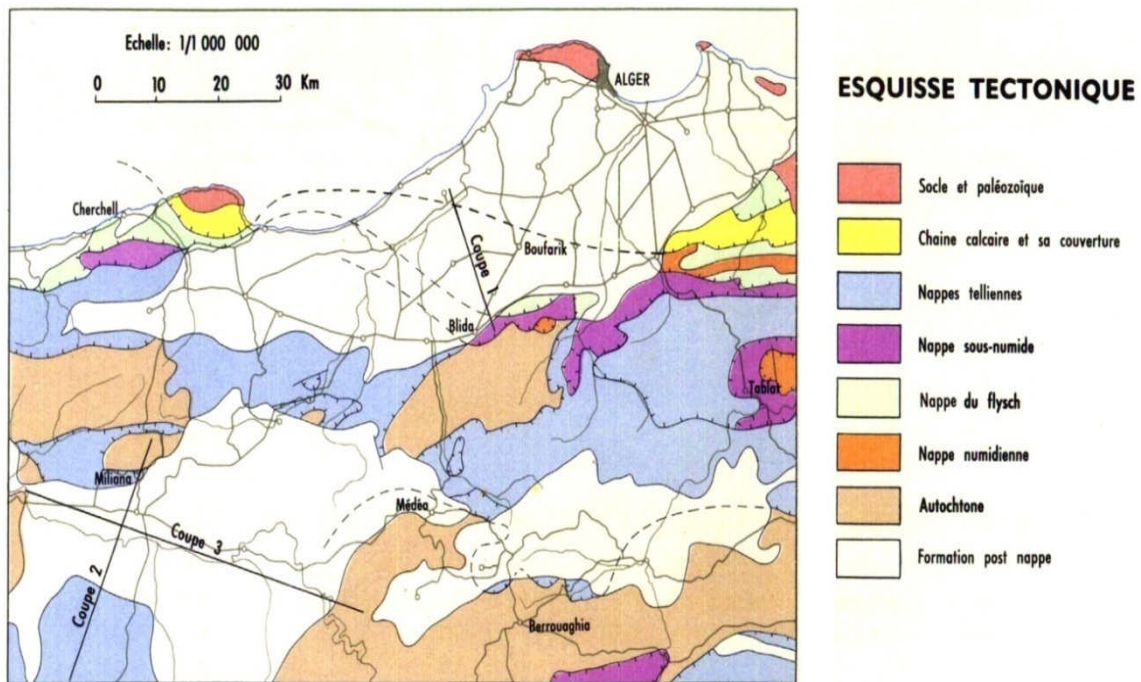 Echelle: 1/1 000 000
0 10 20 30 Km
ALGER
Cherchell
Coupe 1
Boufarik
Blida
Tablat
Miliana
Médéa
Coupe 3
Coupe 2
Berrouaghia
ESQUISSE TECTONIQUE
Socle et paléozoïque
Chaine calcaire et sa couverture
Nappes telliennes
Nappe sous-numide
Nappe du flysch
Nappe numidienne
Autochtone
Formation post nappe